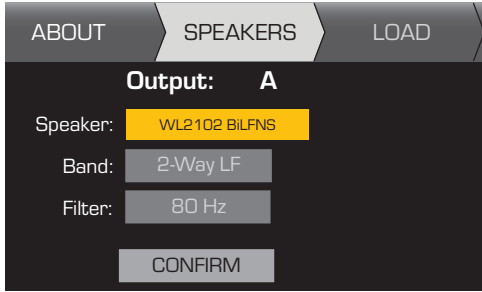 ABOUT SPEAKERS LOAD
Output: A
Speaker: WL2102 BiLFNS
Band: 2-Way LF
Filter: 80 Hz
CONFIRM